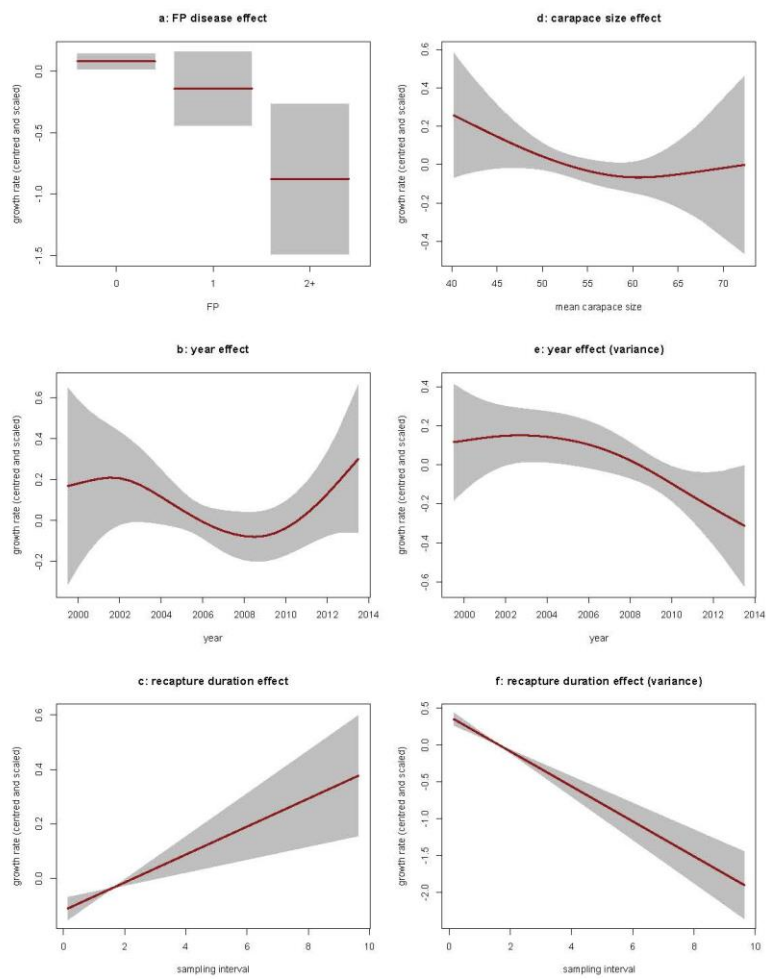 a: FP disease effect
growth rate (centred and scaled)
0.0
-0.5
-1.0
-1.5
0 1 2+
FP
d: carapace size effect
growth rate (centred and scaled)
0.6
0.4
0.2
0.0
-0.2
-0.4
40 45 50 55 60 65 70
mean carapace size
b: year effect
growth rate (centred and scaled)
0.6
0.4
0.2
0.0
-0.2
2000 2002 2004 2006 2008 2010 2012 2014
year
e: year effect (variance)
growth rate (centred and scaled)
0.4
0.2
0.0
-0.2
-0.4
-0.6
2000 2002 2004 2006 2008 2010 2012 2014
year
c: recapture duration effect
growth rate (centred and scaled)
0.6
0.4
0.2
0.0
0 2 4 6 8 10
sampling interval
f: recapture duration effect (variance)
growth rate (centred and scaled)
0.5
0.0
-0.5
-1.0
-1.5
-2.0
0 2 4 6 8 10
sampling interval